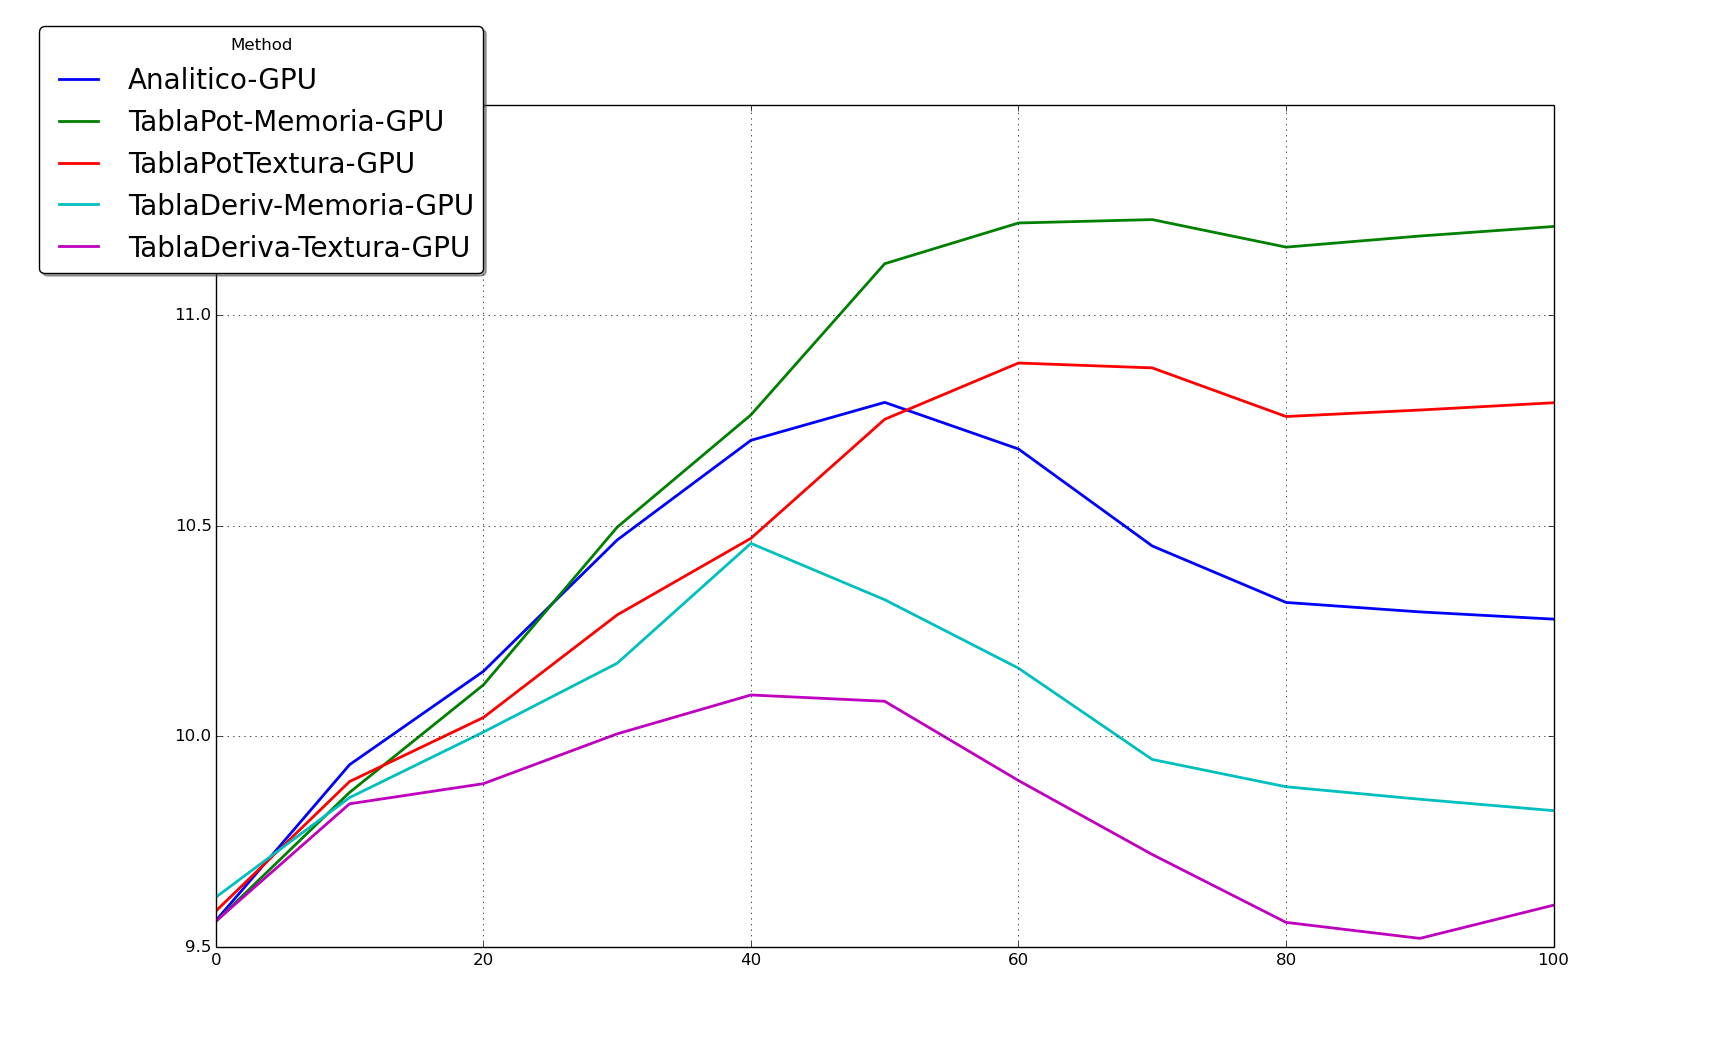 Method
Analitico-GPU
TablaPot-Memoria-GPU
TablaPotTextura-GPU
TablaDeriv-Memoria-GPU
TablaDeriva-Textura-GPU
11.0
10.5
10.0
9.5
0 20 40 60 80 100